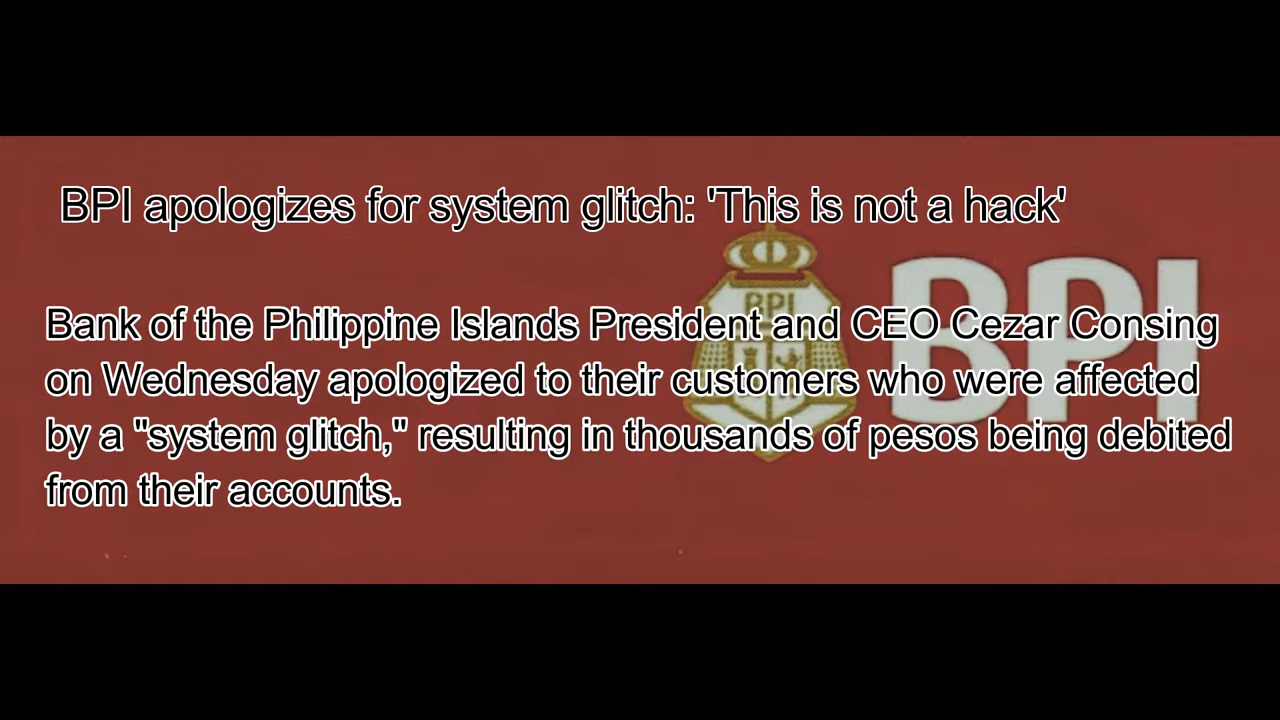 BPI apologizes for system glitch: 'This is not a hack'
BPI
BPI
Bank of the Philippine Islands President and CEO Cezar Consing
on Wednesday apologized to their customers who were affected
by a "system glitch," resulting in thousands of pesos being debited
from their accounts.